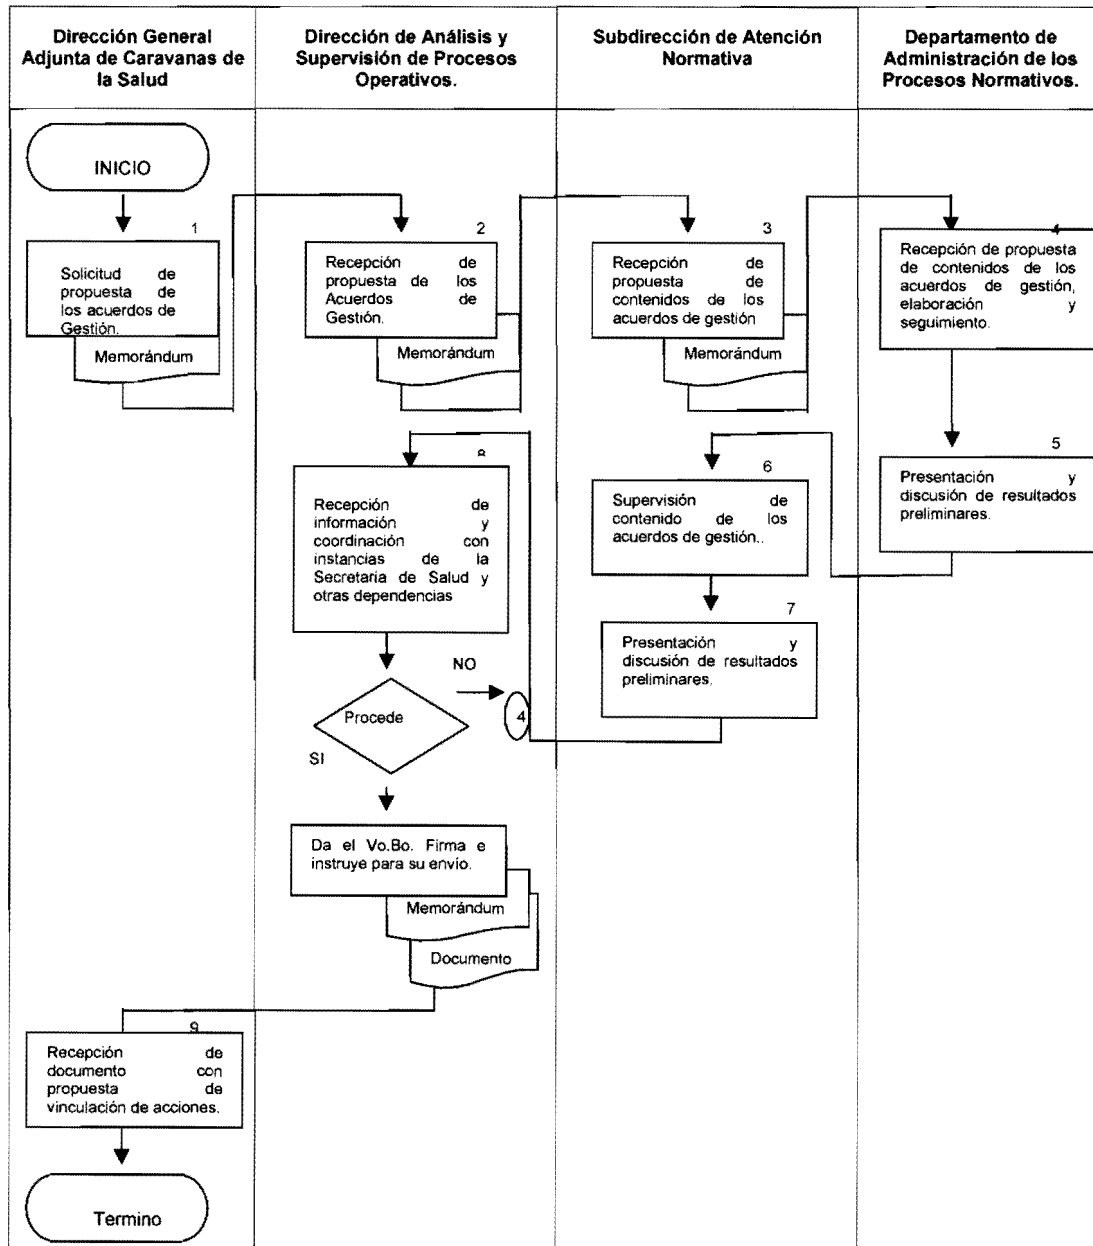 Dirección General
Adjunta de Caravanas de
la Salud
Dirección de Análisis y
Supervisión de Procesos
Operativos.
Subdirección de Atención
Normativa
Departamento de
Administración de los
Procesos Normativos.
INICIO
1
Solicitud de
propuesta de
los acuerdos de
Gestión.
Memorándum
2
Recepción de
propuesta de los
Acuerdos de
Gestión.
Memorándum
3
Recepción de
propuesta de
contenidos de los
acuerdos de gestión
Memorándum
4
Recepción de propuesta
de contenidos de los
acuerdos de gestión,
elaboración y
seguimiento.
5
Presentación y
discusión de resultados
preliminares.
6
Supervisión de
contenido de los
acuerdos de gestión..
7
Presentación y
discusión de resultados
preliminares.
8
Recepción de
información y
coordinación con
instancias de la
Secretaria de Salud y
otras dependencias
Procede
NO
4
SI
Da el Vo.Bo. Firma e
instruye para su envío.
Memorándum
Documento
9
Recepción de
documento con
propuesta de
vinculación de acciones.
Termino